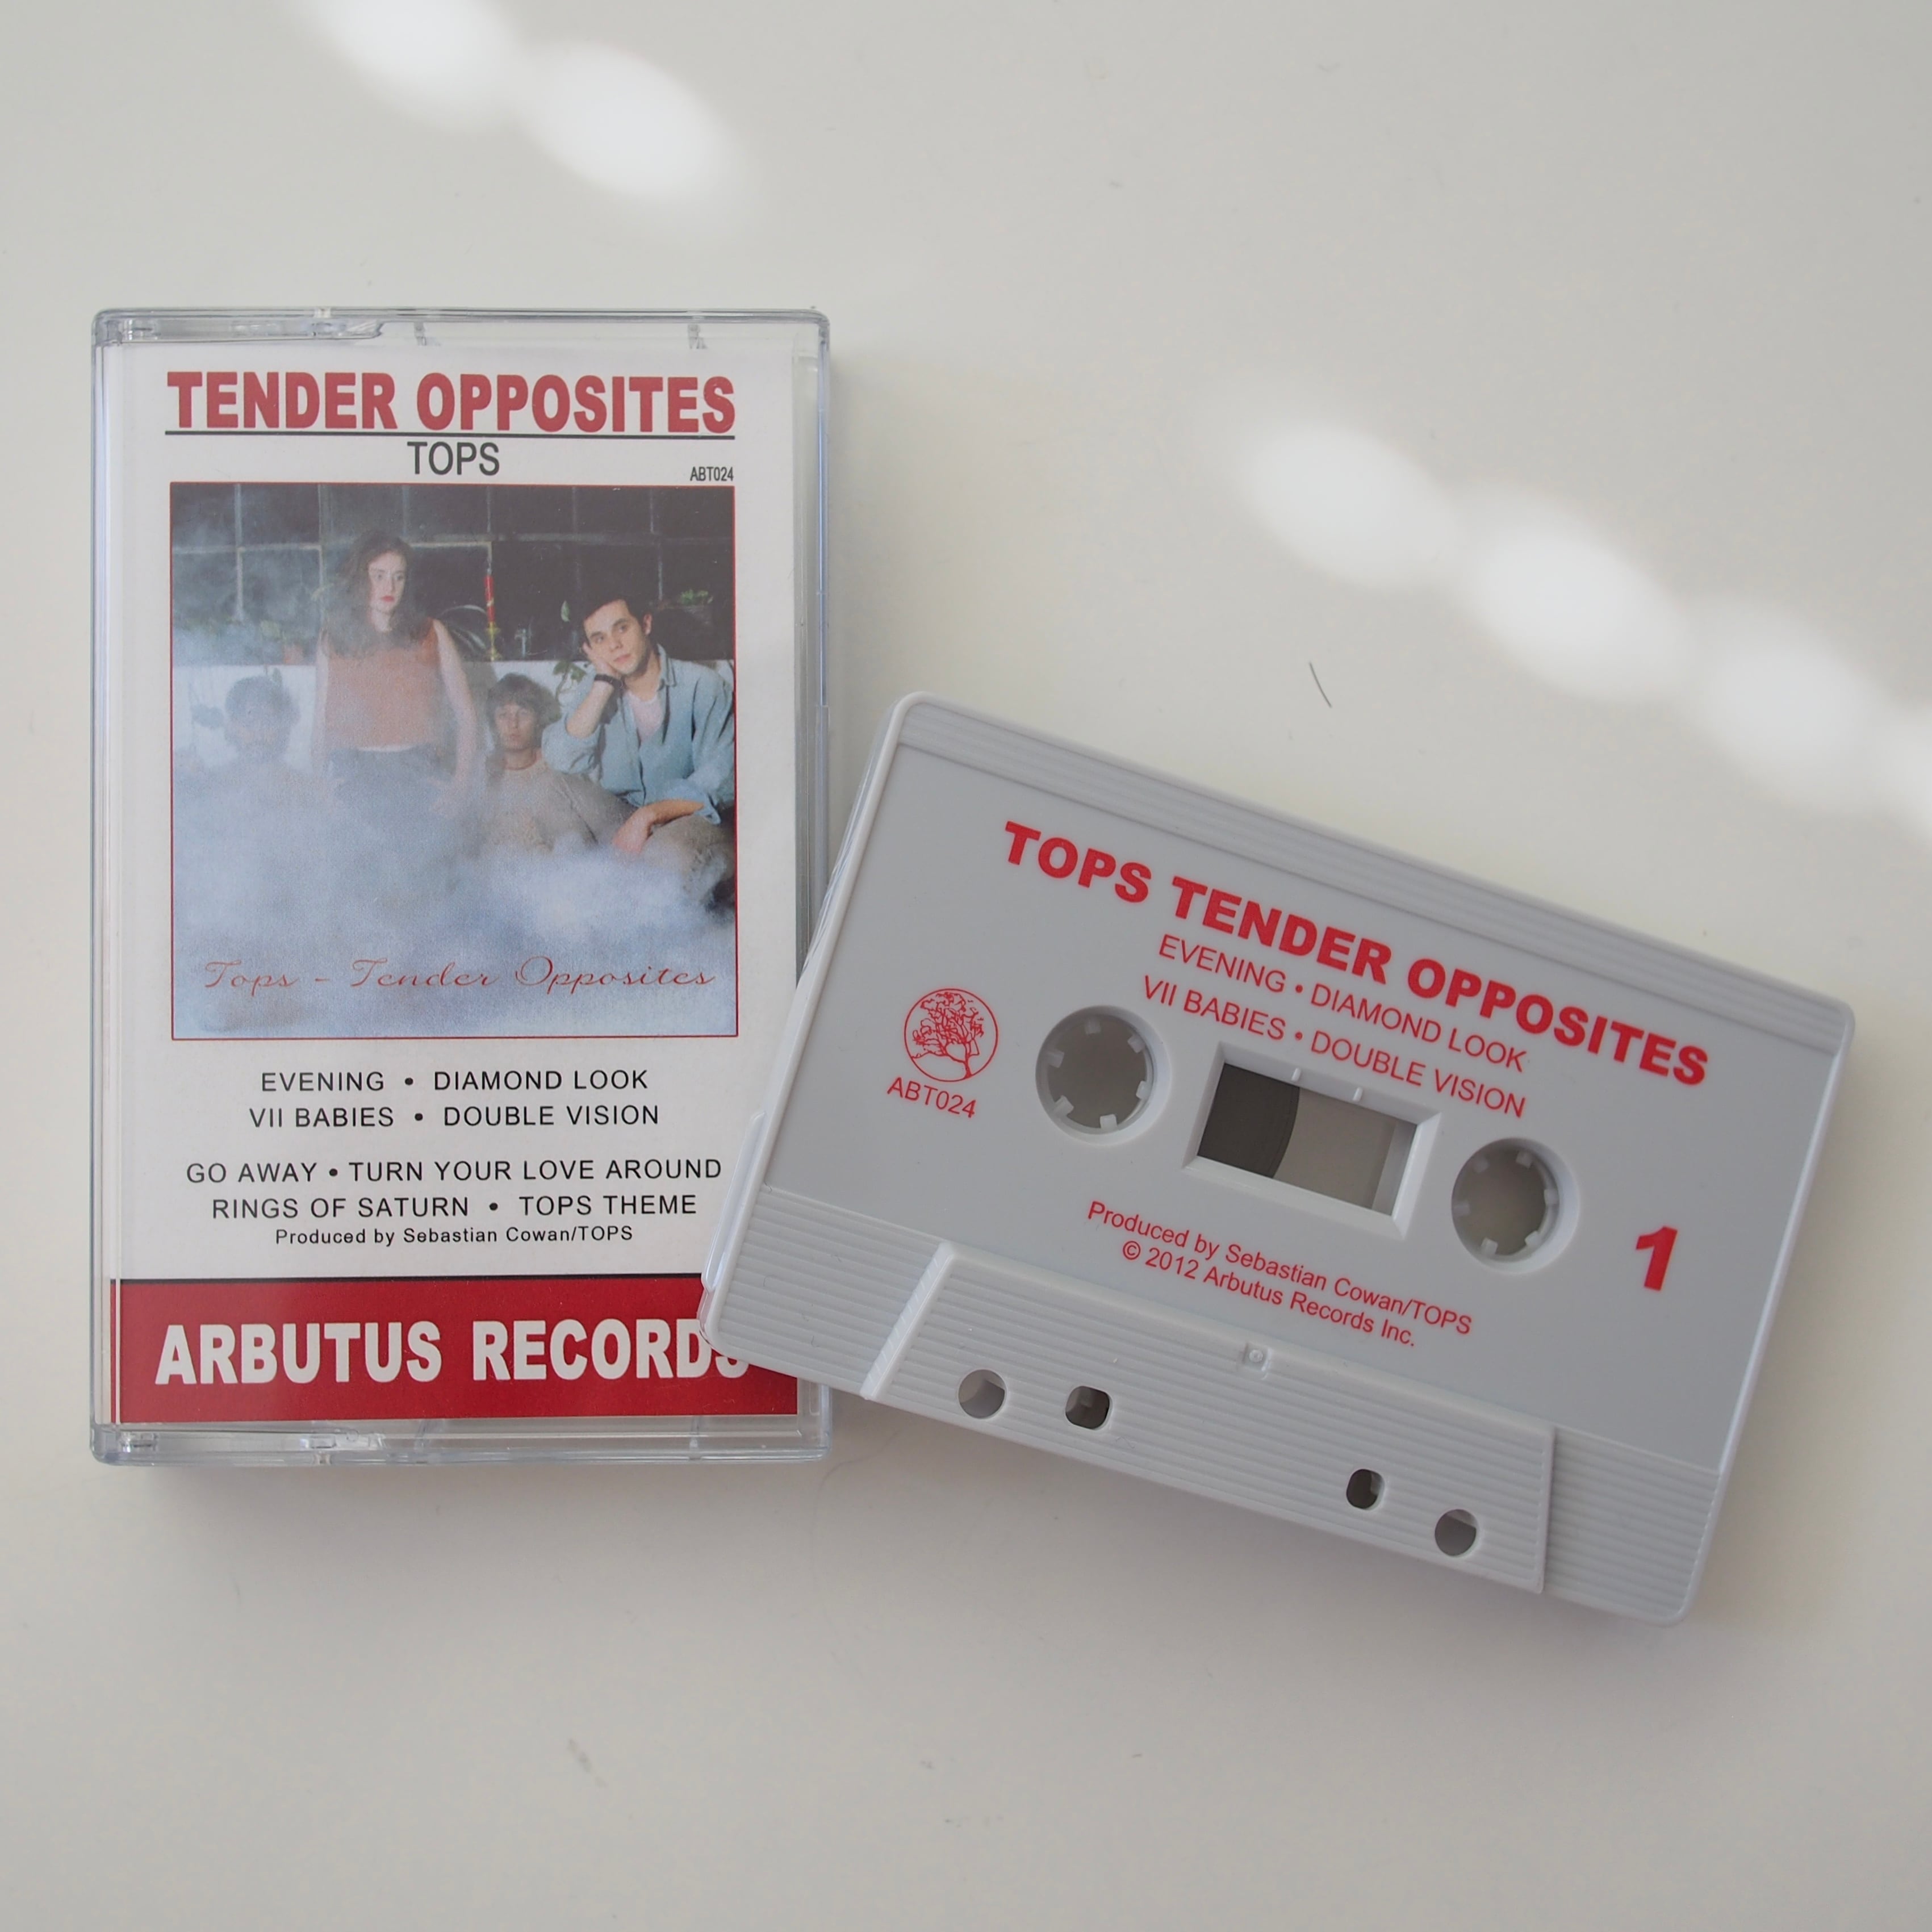 TENDER OPPOSITES
TOPS
ABT024
Tops - Tender Opposites
EVENING • DIAMOND LOOK
VII BABIES • DOUBLE VISION
GO AWAY • TURN YOUR LOVE AROUND
RINGS OF SATURN • TOPS THEME
Produced by Sebastian Cowan/TOPS
ARBUTUS RECORDS
TOPS TENDER OPPOSITES
EVENING • DIAMOND LOOK
VII BABIES • DOUBLE VISION
ABT024
1
Produced by Sebastian Cowan/TOPS
© 2012 Arbutus Records Inc.